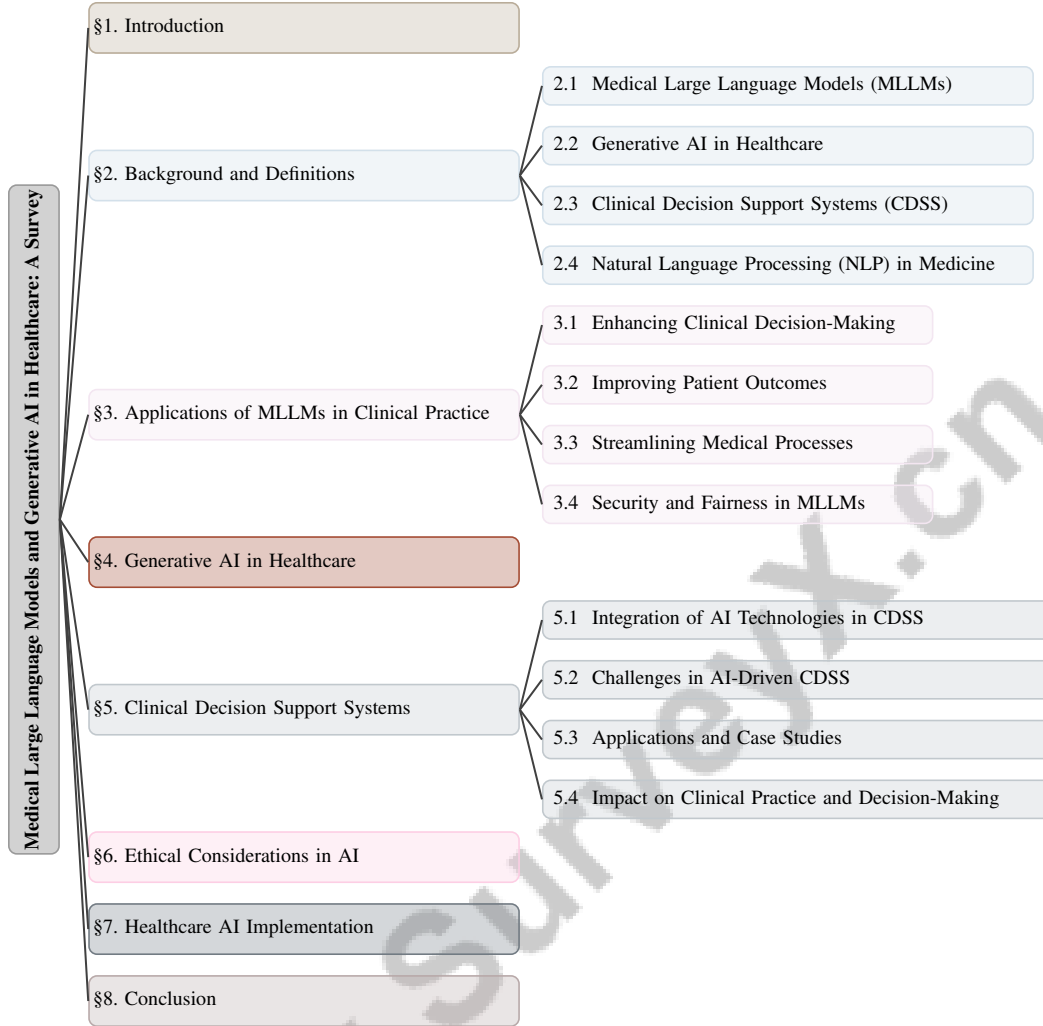 Medical Large Language Models and Generative AI in Healthcare: A Survey
§1. Introduction
§2. Background and Definitions
2.1 Medical Large Language Models (MLLMs)
2.2 Generative AI in Healthcare
2.3 Clinical Decision Support Systems (CDSS)
2.4 Natural Language Processing (NLP) in Medicine
§3. Applications of MLLMs in Clinical Practice
3.1 Enhancing Clinical Decision-Making
3.2 Improving Patient Outcomes
3.3 Streamlining Medical Processes
3.4 Security and Fairness in MLLMs
§4. Generative AI in Healthcare
§5. Clinical Decision Support Systems
5.1 Integration of AI Technologies in CDSS
5.2 Challenges in AI-Driven CDSS
5.3 Applications and Case Studies
5.4 Impact on Clinical Practice and Decision-Making
§6. Ethical Considerations in AI
§7. Healthcare AI Implementation
§8. Conclusion
Surveyx.cn